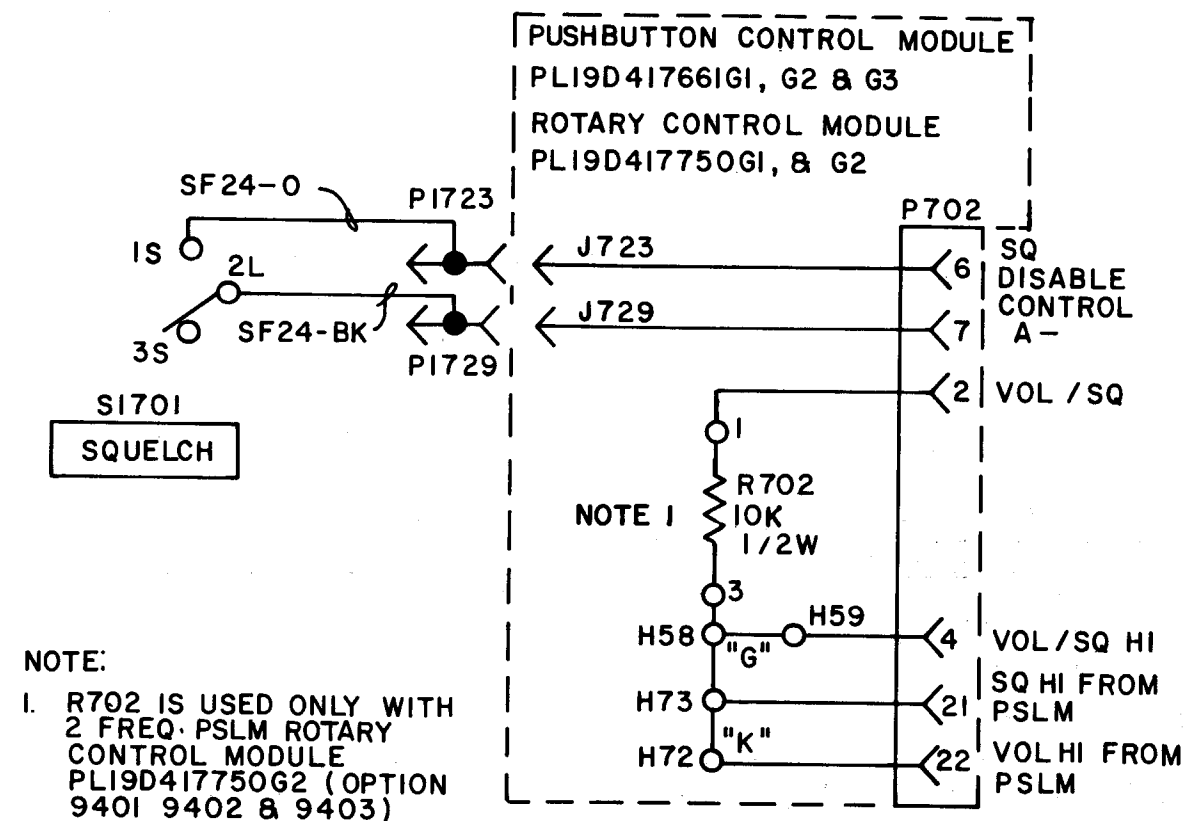 PUSHBUTTON CONTROL MODULE
PL19D417661G1, G2 & G3
ROTARY CONTROL MODULE
PL19D417750G1, & G2
SF24-O
P1723
P702
1S
J723
6
SQ
DISABLE
CONTROL
2L
SF24-BK
J729
7
A-
3S
P1729
2
VOL / SQ
S1701
SQUELCH
1
NOTE 1
R702
10K
1/2W
3
H58
"G"
H59
4
VOL/SQ HI
H73
21
SQ HI FROM
PSLM
"K"
H72
22
VOL HI FROM
PSLM
NOTE:
1. R702 IS USED ONLY WITH
2 FREQ. PSLM ROTARY
CONTROL MODULE
PL19D417750G2 (OPTION
9401 9402 & 9403)